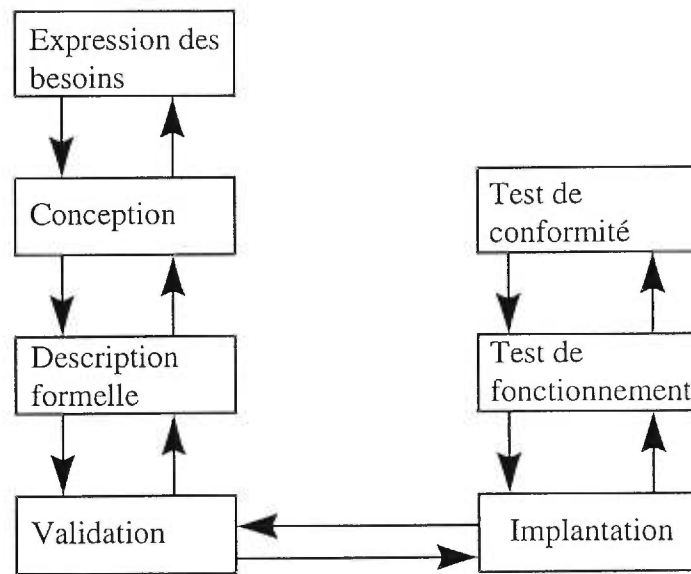 Expression des
besoins
Conception
Description
formelle
Validation
Test de
conformité
Test de
fonctionnement
Implantation